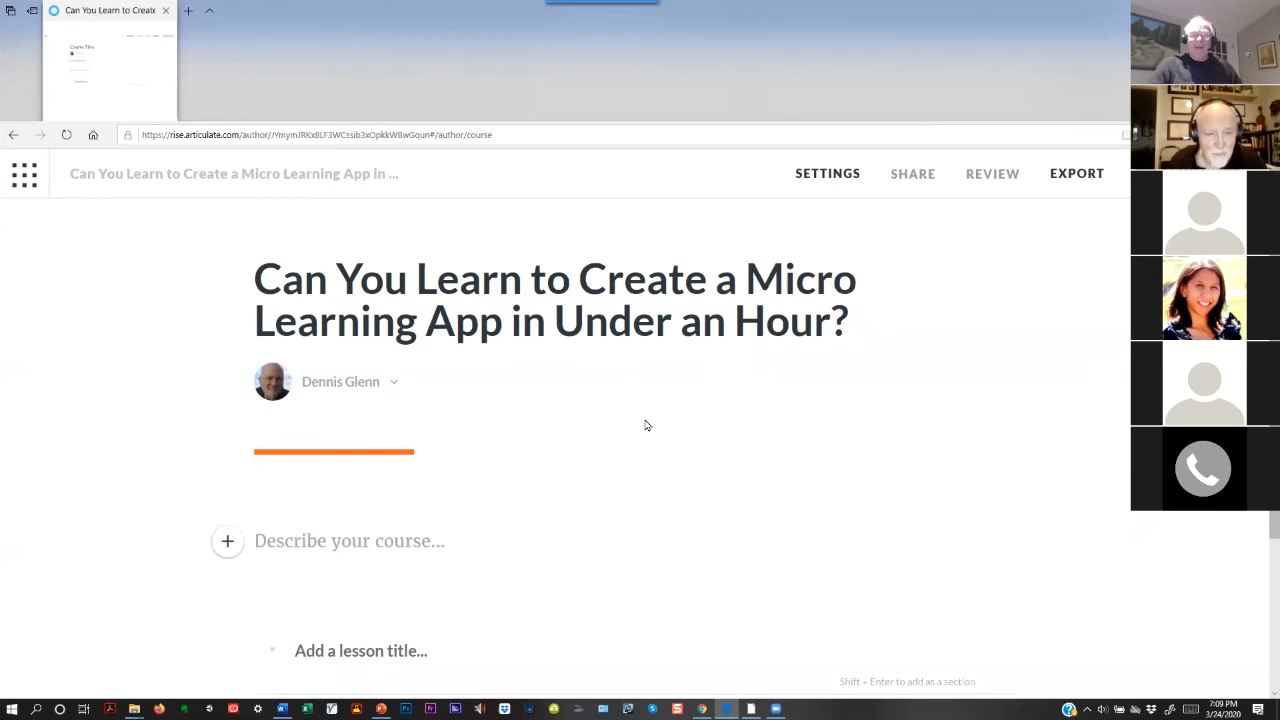 Can You Learn to Create
Course Title
https://rise.articulate.com/author/JYmymJRKx8LF3WCssib3xOpkkWBwGqun#/author/course
Can You Learn to Create a Micro Learning App in ...
SETTINGS
SHARE
REVIEW
EXPORT
Can You Learn to Create a Micro
Learning App in Under an Hour?
Dennis Glenn
Describe your course...
Add a lesson title...
Shift + Enter to add as a section
7:09 PM
3/24/2020